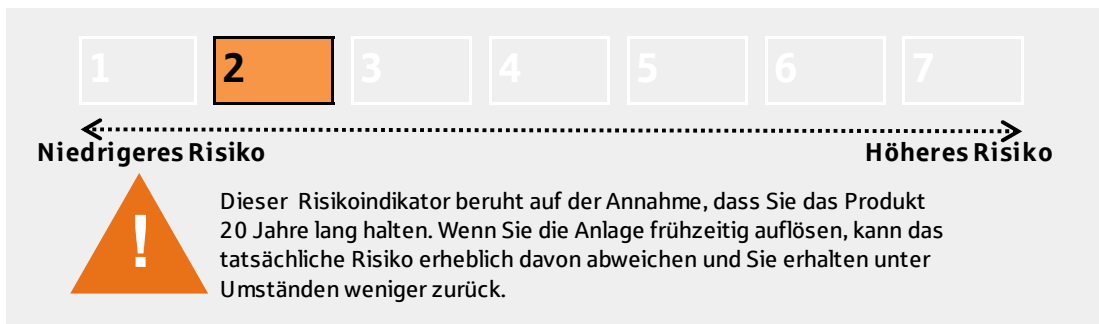 1 2 3 4 5 6 7
Niedrigeres Risiko Höheres Risiko
!
Dieser Risikoindikator beruht auf der Annahme, dass Sie das Produkt
20 Jahre lang halten. Wenn Sie die Anlage frühzeitig auflösen, kann das
tatsächliche Risiko erheblich davon abweichen und Sie erhalten unter
Umständen weniger zurück.